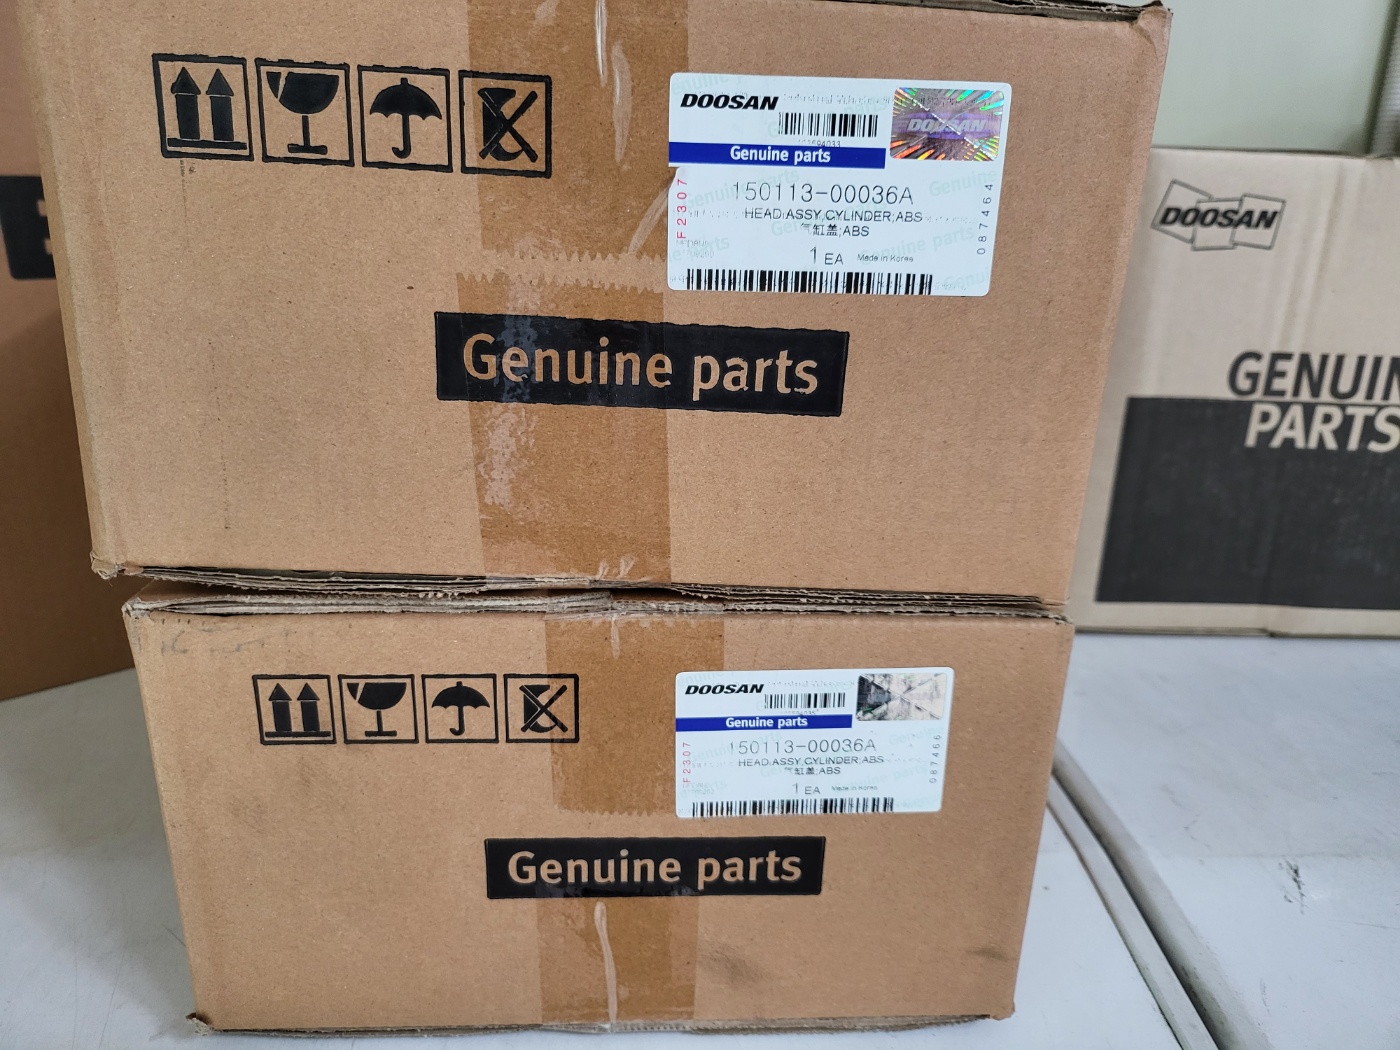 DOOSAN
DOOSAN
Genuine parts
150113-00036A
HEAD ASSY,CYLINDER;ABS
气缸盖;ABS
1 EA Made in Korea
F2307
087464
Genuine parts
DOOSAN
GENUIN
PARTS
DOOSAN
Genuine parts
150113-00036A
HEAD ASSY,CYLINDER;ABS
气缸盖;ABS
1 EA Made in Korea
F2307
087466
Genuine parts